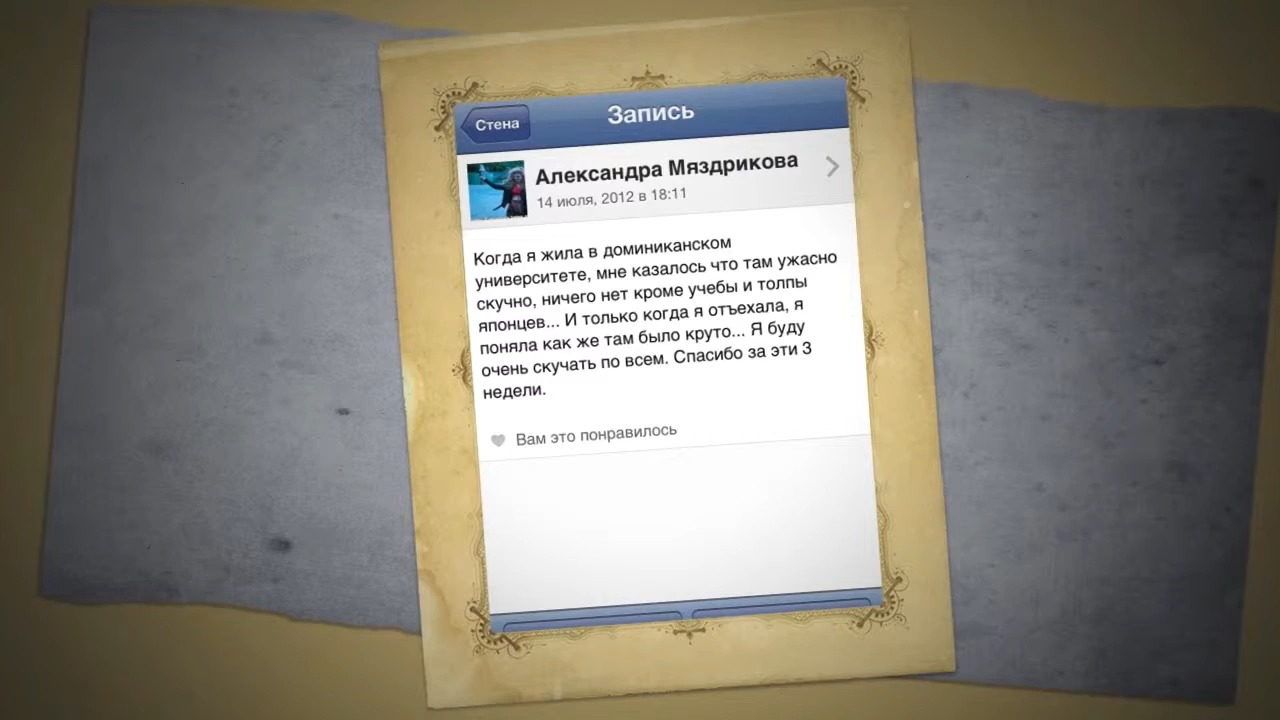 Стена
Запись
Александра Мяздрикова
14 июля, 2012 в 18:11
Когда я жила в доминиканском
университете, мне казалось что там ужасно
скучно, ничего нет кроме учебы и толпы
японцев... И только когда я отъехала, я
поняла как же там было круто... Я буду
очень скучать по всем. Спасибо за эти 3
недели.
Вам это понравилось